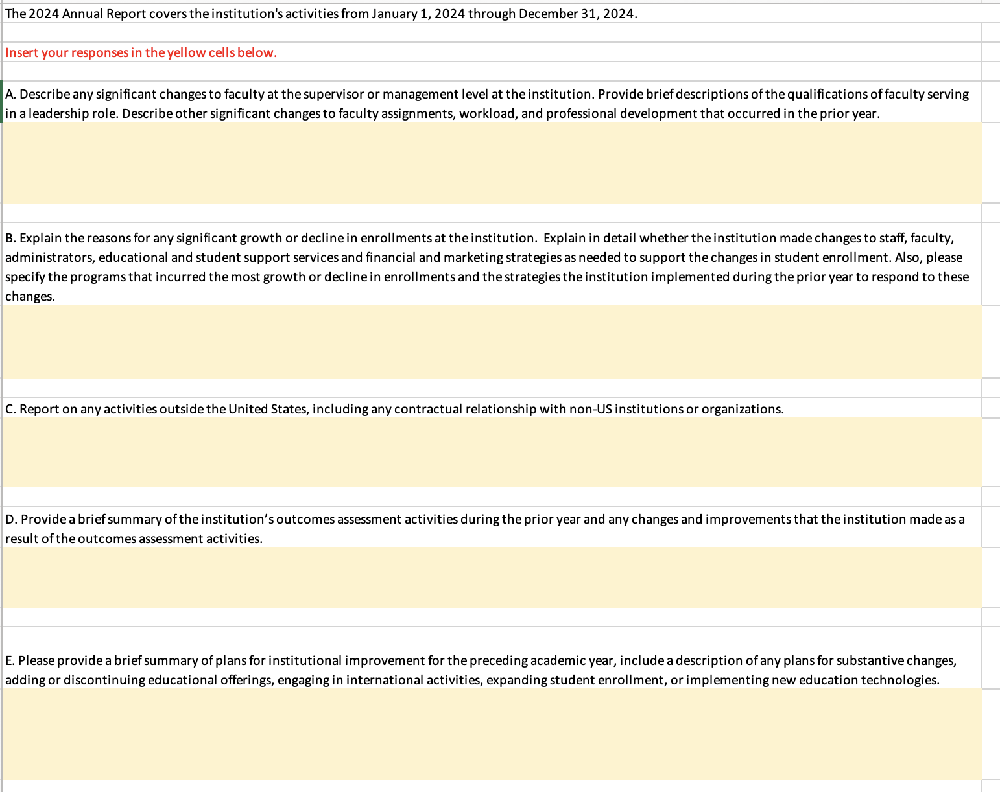 The 2024 Annual Report covers the institution's activities from January 1, 2024 through December 31, 2024.
Insert your responses in the yellow cells below.
A. Describe any significant changes to faculty at the supervisor or management level at the institution. Provide brief descriptions of the qualifications of faculty serving
in a leadership role. Describe other significant changes to faculty assignments, workload, and professional development that occurred in the prior year.
B. Explain the reasons for any significant growth or decline in enrollments at the institution.  Explain in detail whether the institution made changes to staff, faculty,
administrators, educational and student support services and financial and marketing strategies as needed to support the changes in student enrollment. Also, please
specify the programs that incurred the most growth or decline in enrollments and the strategies the institution implemented during the prior year to respond to these
changes.
C. Report on any activities outside the United States, including any contractual relationship with non-US institutions or organizations.
D. Provide a brief summary of the institution’s outcomes assessment activities during the prior year and any changes and improvements that the institution made as a
result of the outcomes assessment activities.
E. Please provide a brief summary of plans for institutional improvement for the preceding academic year, include a description of any plans for substantive changes,
adding or discontinuing educational offerings, engaging in international activities, expanding student enrollment, or implementing new education technologies.